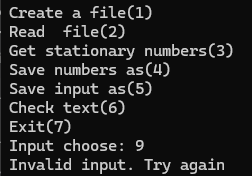 Create a file(1)
Read  file(2)
Get stationary numbers(3)
Save numbers as(4)
Save input as(5)
Check text(6)
Exit(7)
Input choose: 9
Invalid input. Try again